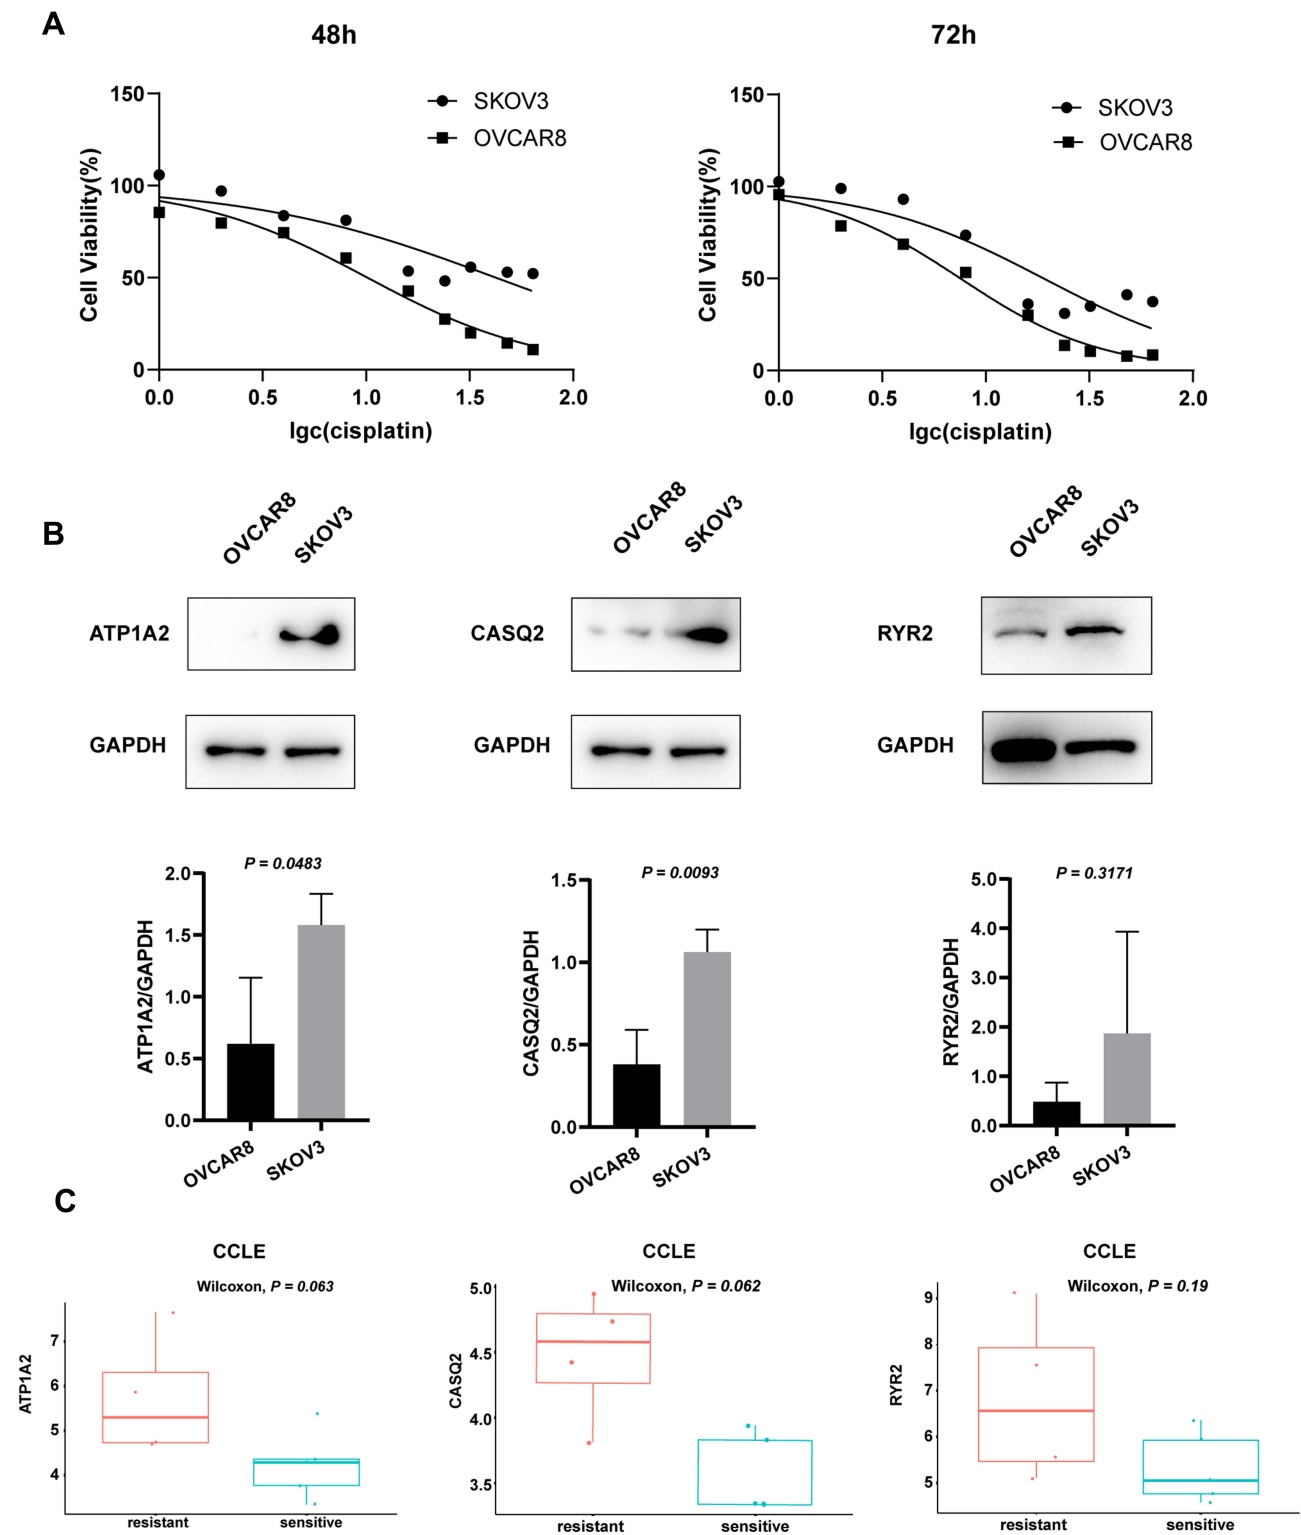 A
48h
72h
150
100
50
0
0.0 0.5 1.0 1.5 2.0
Cell Viability(%)
lgc(cisplatin)
SKOV3
OVCAR8
150
100
50
0
0.0 0.5 1.0 1.5 2.0
Cell Viability(%)
lgc(cisplatin)
SKOV3
OVCAR8
B
OVCAR8 SKOV3
OVCAR8 SKOV3
OVCAR8 SKOV3
ATP1A2
CASQ2
RYR2
GAPDH
GAPDH
GAPDH
P = 0.0483
2.0
1.5
1.0
0.5
0.0
ATP1A2/GAPDH
OVCAR8 SKOV3
P = 0.0093
1.5
1.0
0.5
0.0
CASQ2/GAPDH
OVCAR8 SKOV3
P = 0.3171
5.0
4.0
3.0
2.0
1.0
0.0
RYR2/GAPDH
OVCAR8 SKOV3
C
CCLE
Wilcoxon, P = 0.063
7
6
5
4
ATP1A2
resistant sensitive
CCLE
Wilcoxon, P = 0.062
5.0
4.5
4.0
3.5
CASQ2
resistant sensitive
CCLE
Wilcoxon, P = 0.19
9
8
7
6
5
RYR2
resistant sensitive